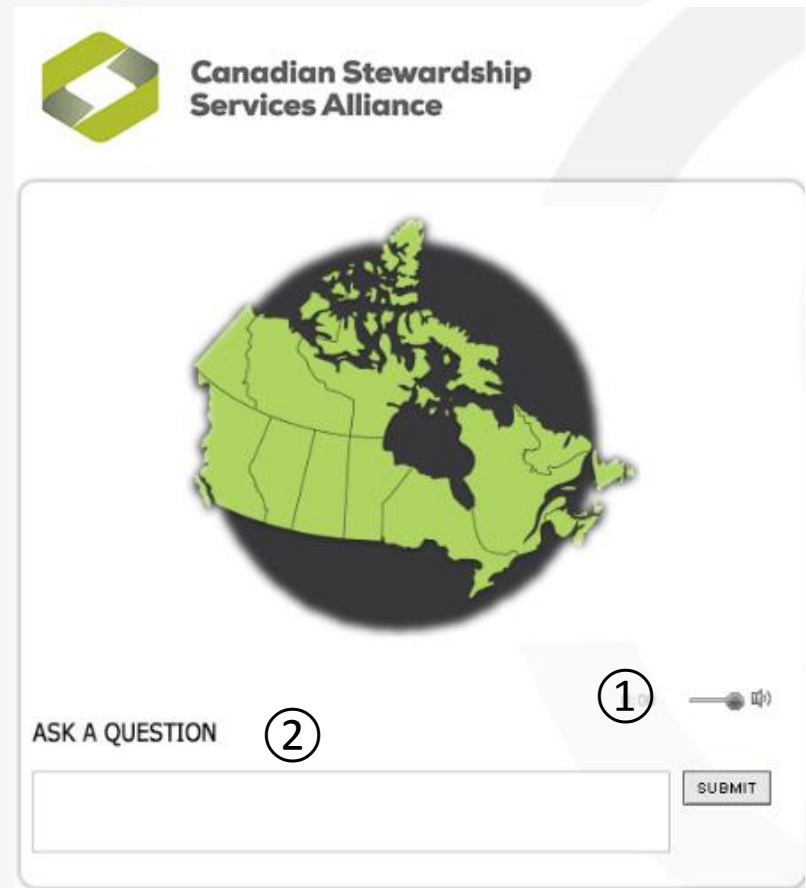 Canadian Stewardship
Services Alliance
①
ASK A QUESTION ②
SUBMIT